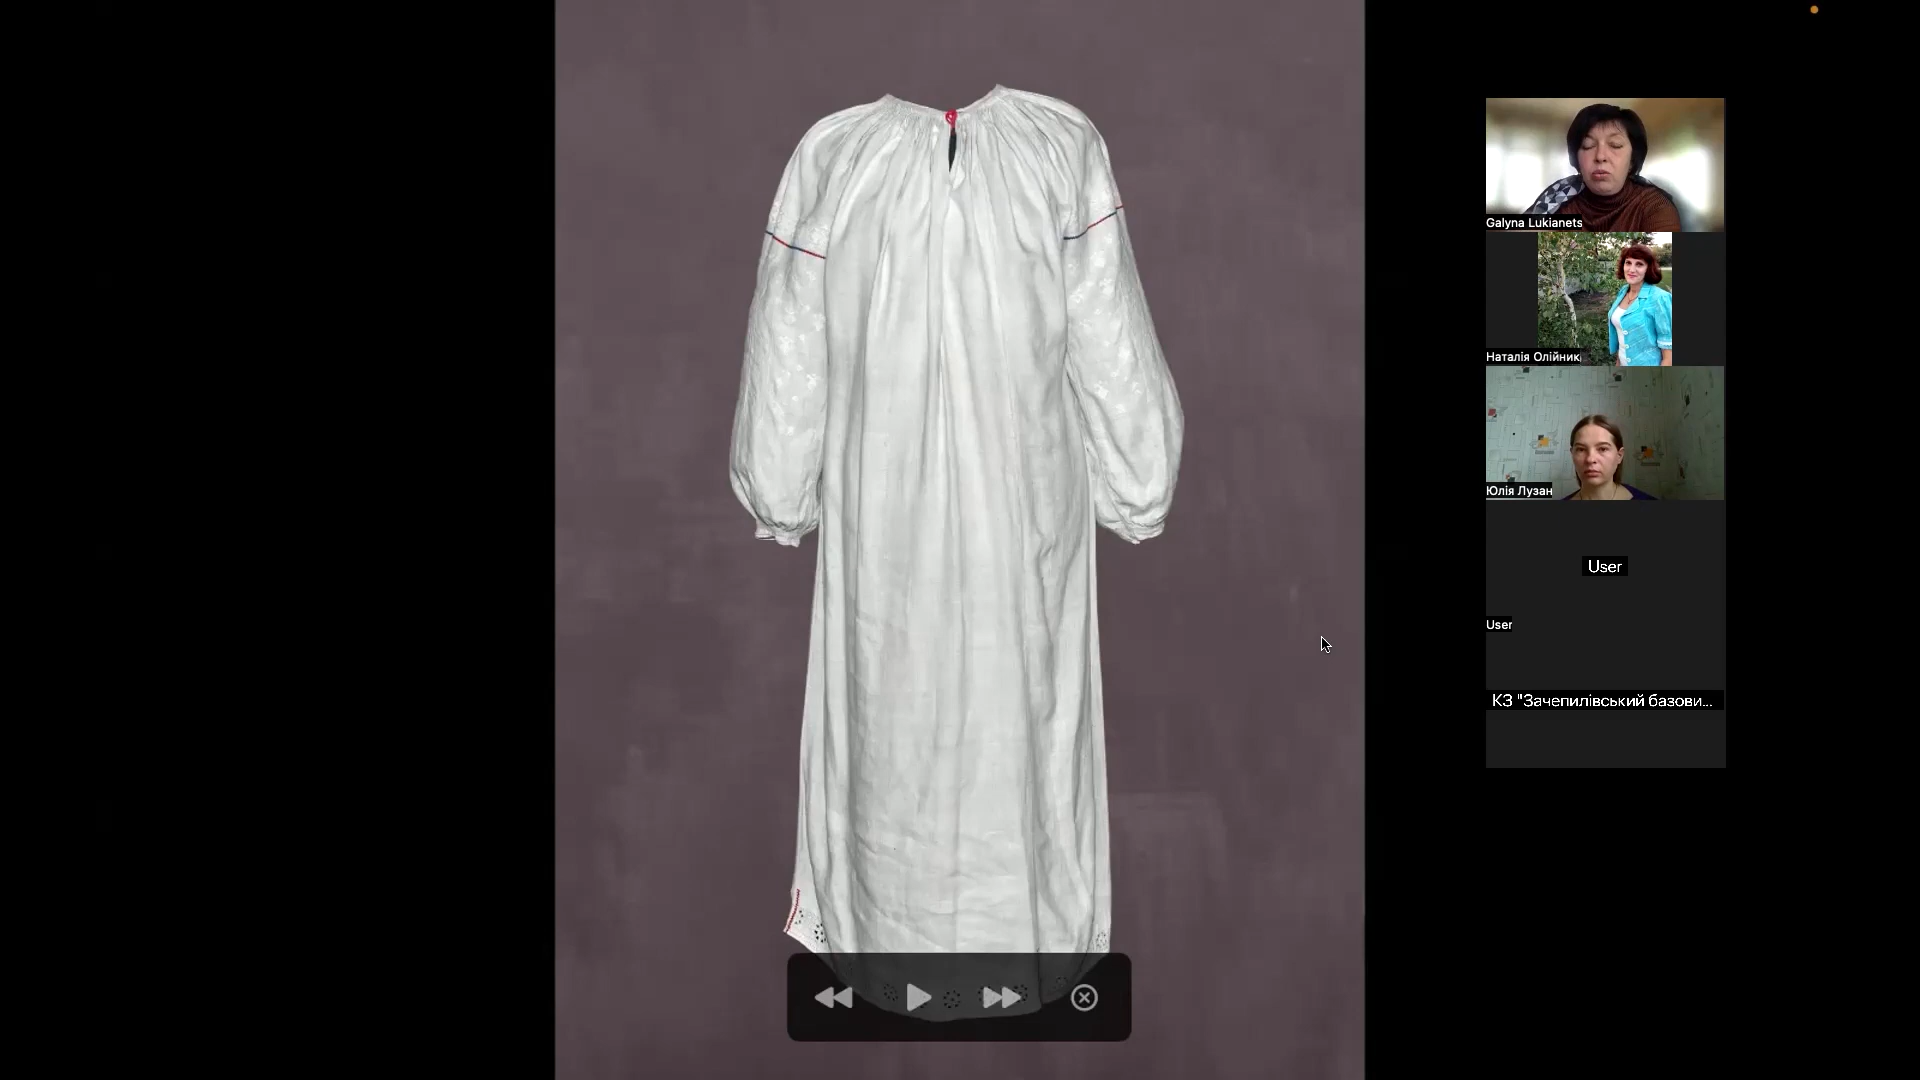 Galyna Lukianets
Наталія Олійник
Юлія Лузан
User
User
КЗ "Зачепилівський базови...